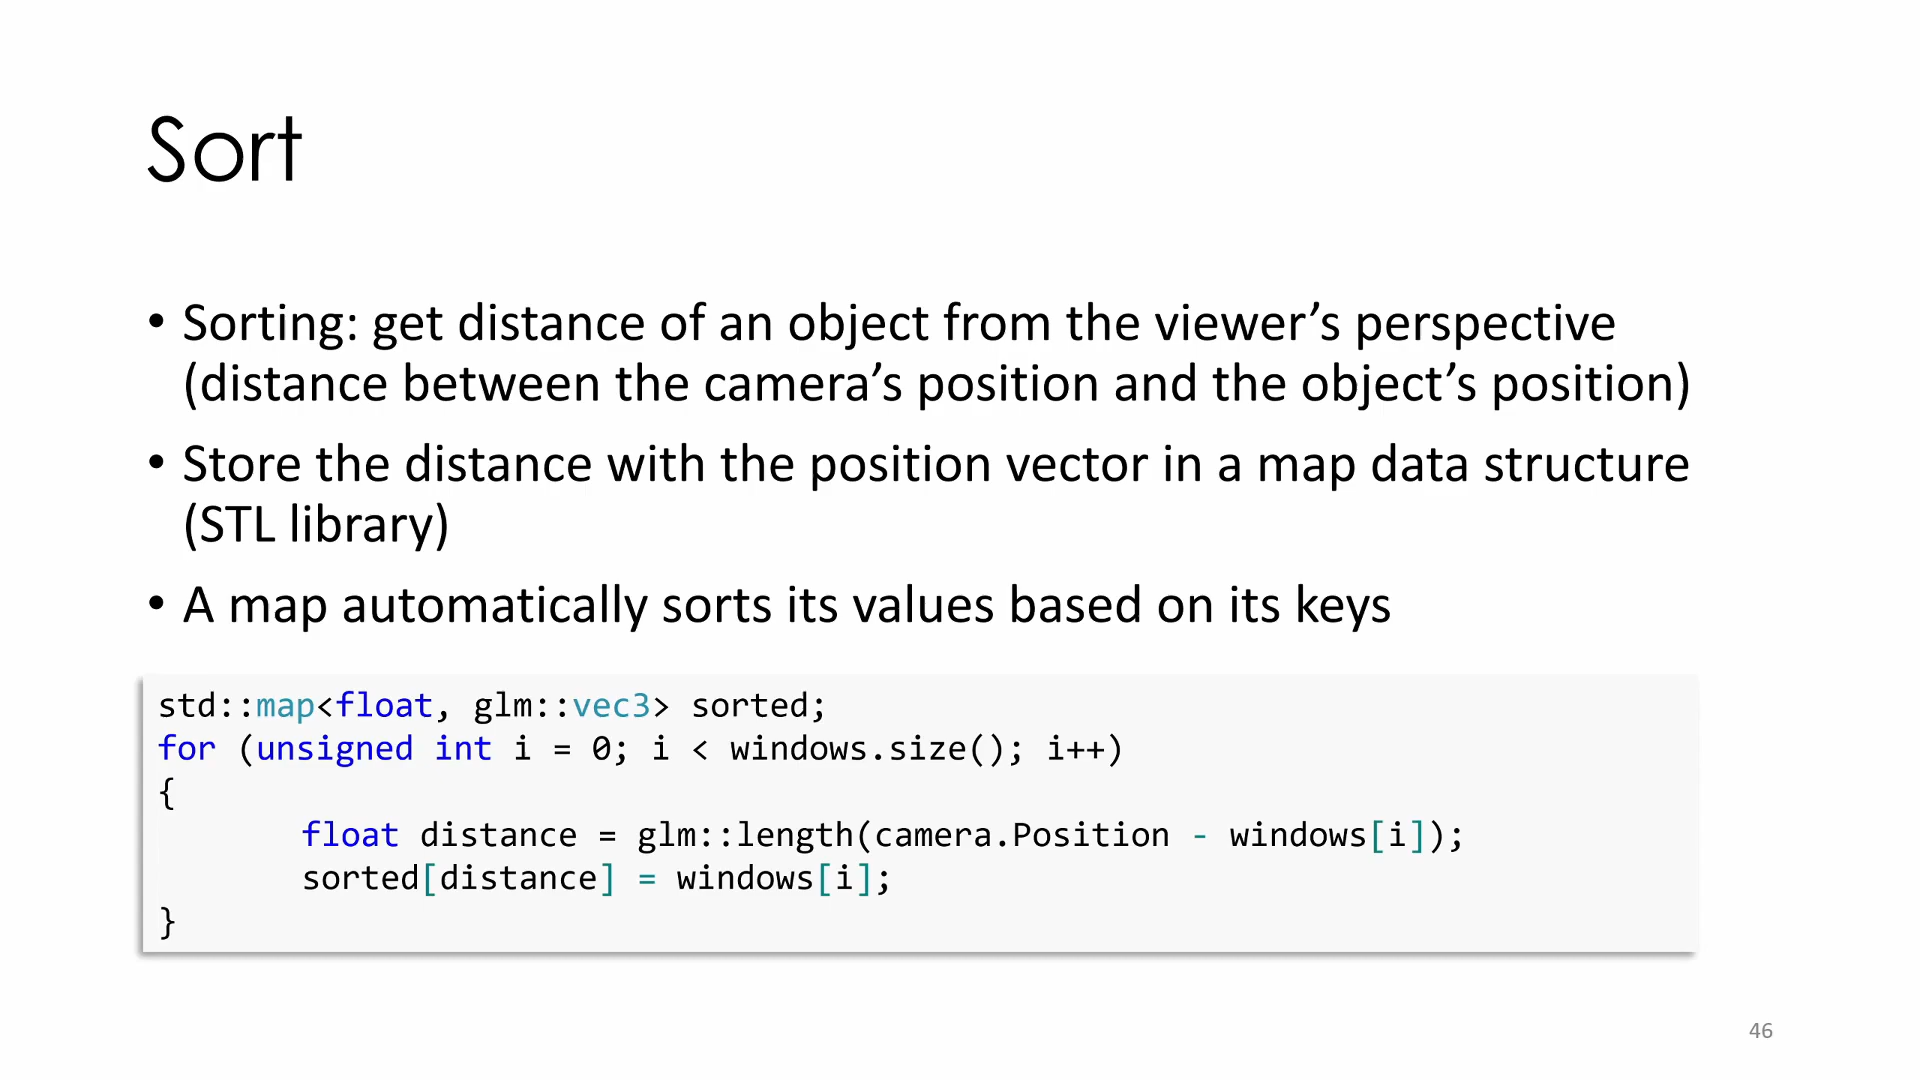 Sort
• Sorting: get distance of an object from the viewer’s perspective
(distance between the camera’s position and the object’s position)
• Store the distance with the position vector in a map data structure
(STL library)
• A map automatically sorts its values based on its keys
std::map<float, glm::vec3> sorted;
for (unsigned int i = 0; i < windows.size(); i++)
{
float distance = glm::length(camera.Position - windows[i]);
sorted[distance] = windows[i];
}
46